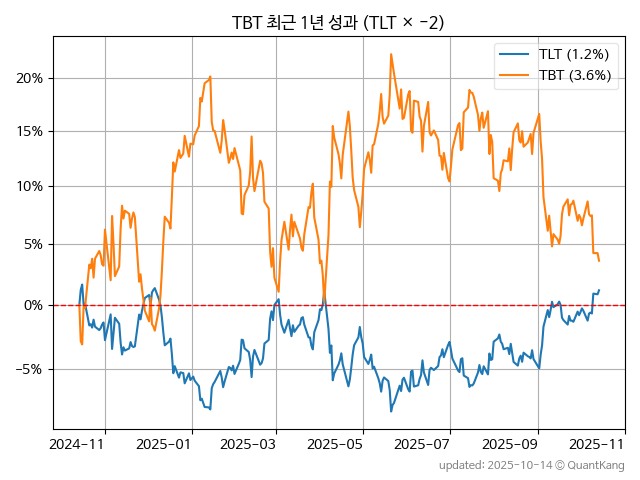 TBT 최근 1년 성과 (TLT × −2)
TLT (1.2%)
TBT (3.6%)
20%
15%
10%
5%
0%
−5%
2024−11 2025−01 2025−03 2025−05 2025−07 2025−09 2025−11
updated: 2025-10-14 © QuantKang